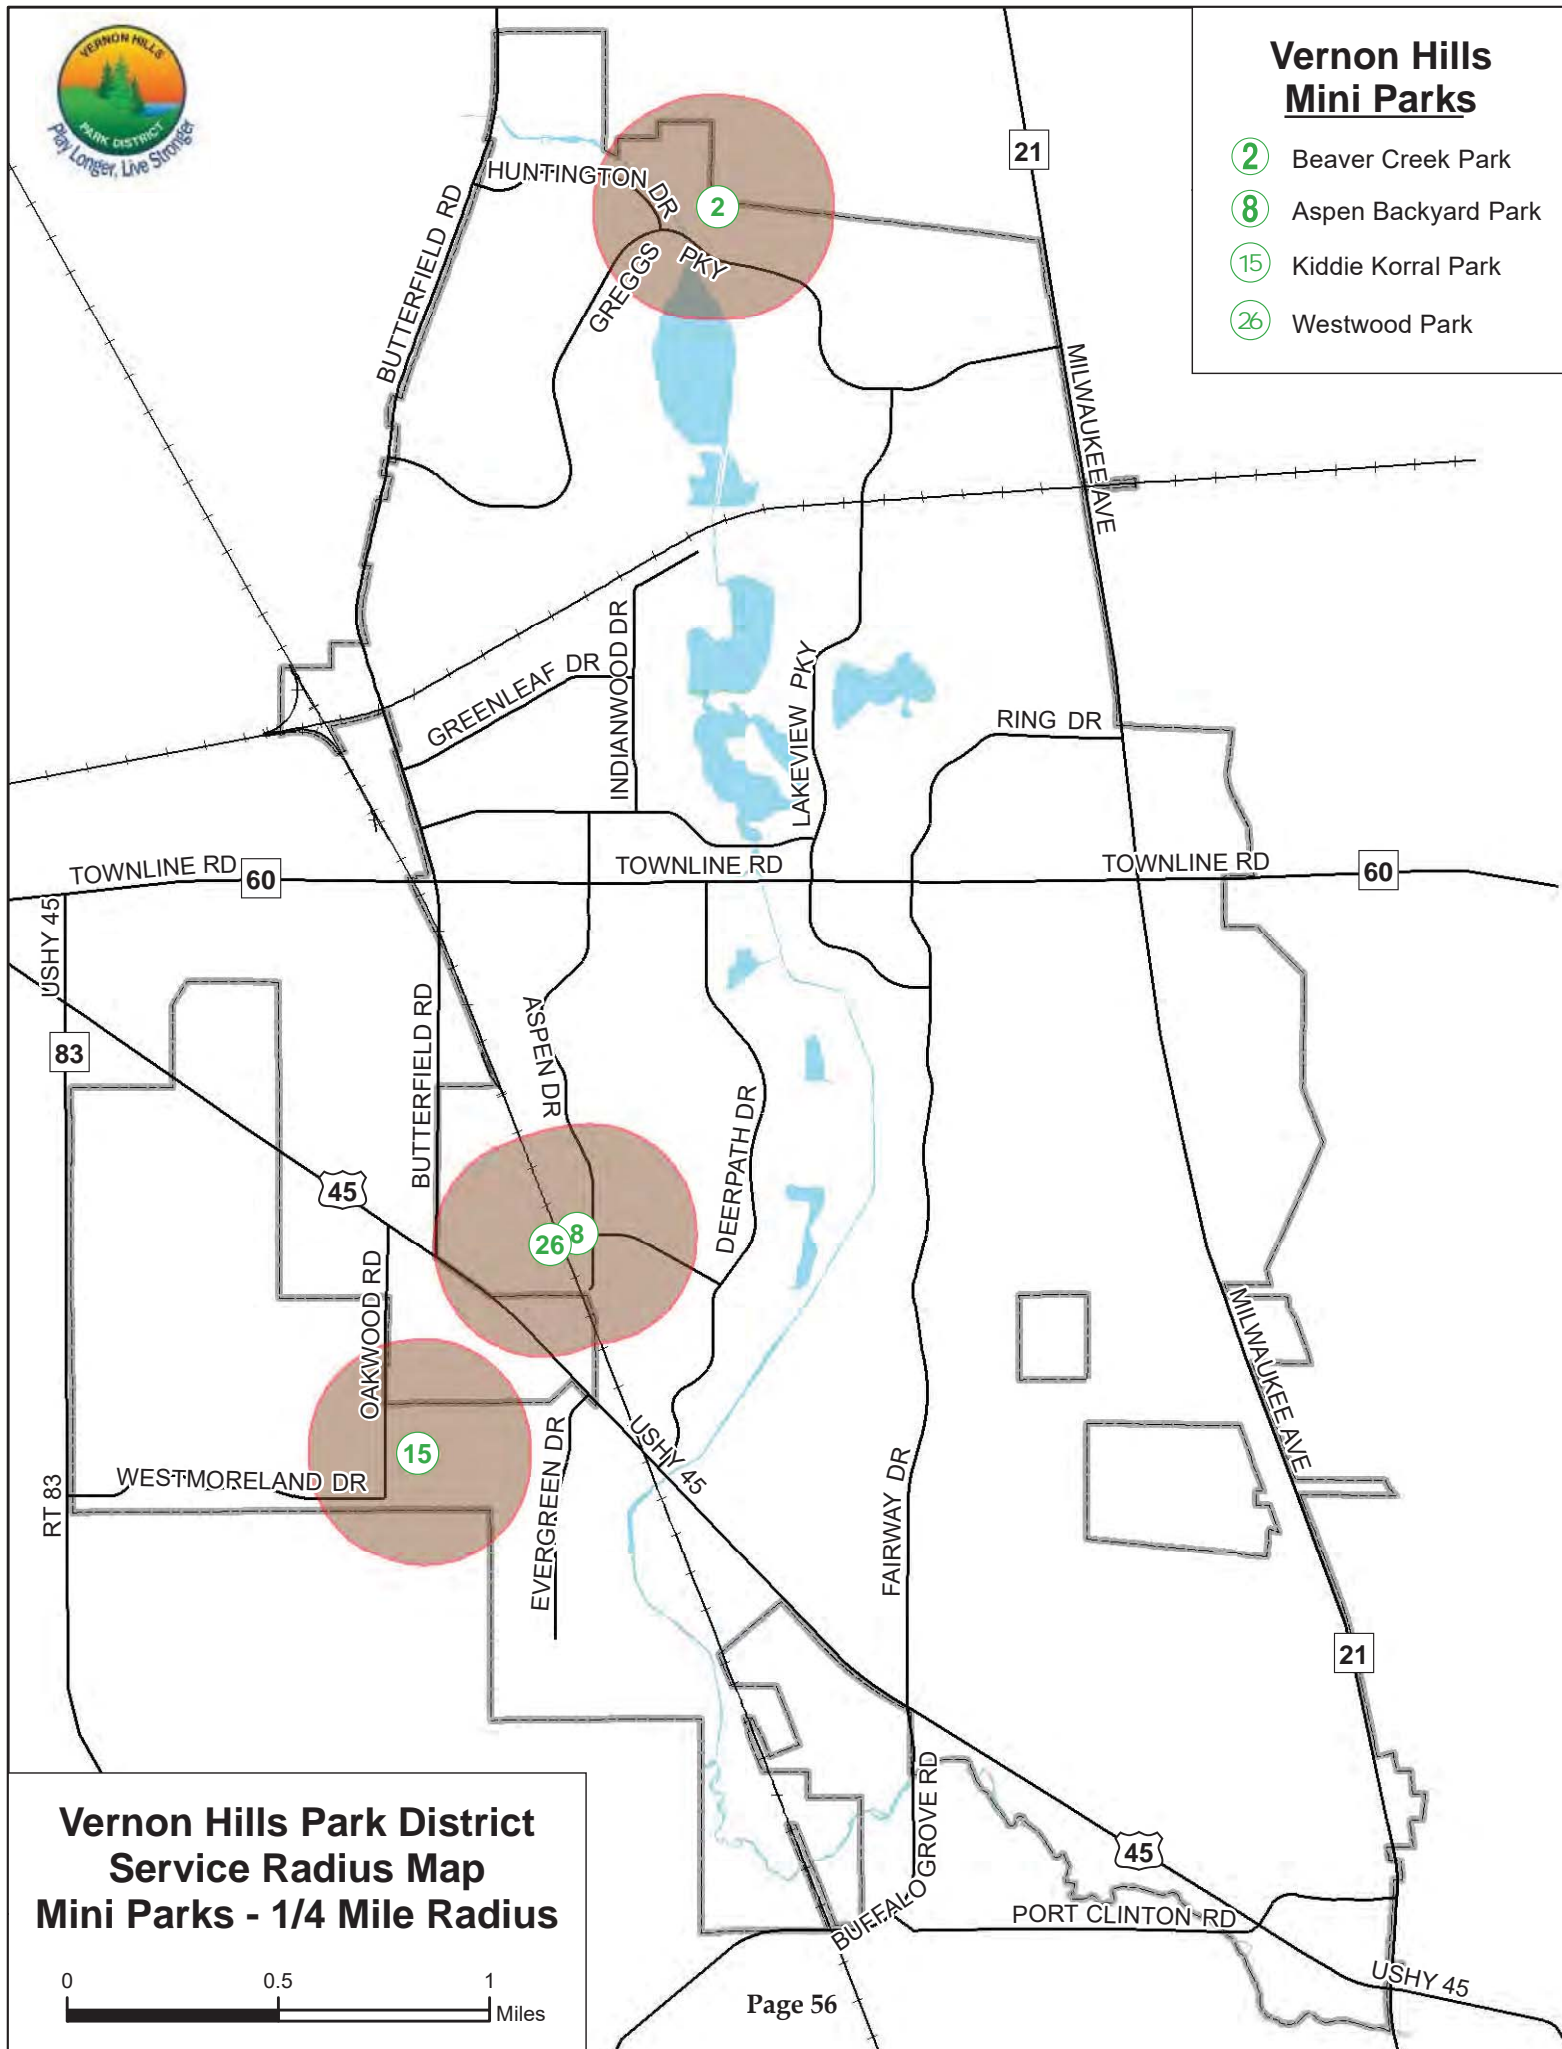 VERNON HILLS
PARK DISTRICT
Play Longer, Live Stronger
Vernon Hills
Mini Parks
2 Beaver Creek Park
8 Aspen Backyard Park
15 Kiddie Korral Park
26 Westwood Park
21
HUNTINGTON DR
2
BUTTERFIELD RD
GREGGS PKY
MILWAUKEE AVE
INDIANWOOD DR
GREENLEAF DR
LAKEVIEW PKY
RING DR
TOWNLINE RD
60
TOWNLINE RD
TOWNLINE RD
60
USHY 45
83
BUTTERFIELD RD
ASPEN DR
DEERPATH DR
45
26
8
OAKWOOD RD
MILWAUKEE AVE
15
WESTMORELAND DR
RT 83
EVERGREEN DR
USHY 45
FAIRWAY DR
21
BUFFALO GROVE RD
45
PORT CLINTON RD
USHY 45
Vernon Hills Park District
Service Radius Map
Mini Parks - 1/4 Mile Radius
0 0.5 1
Miles
Page 56